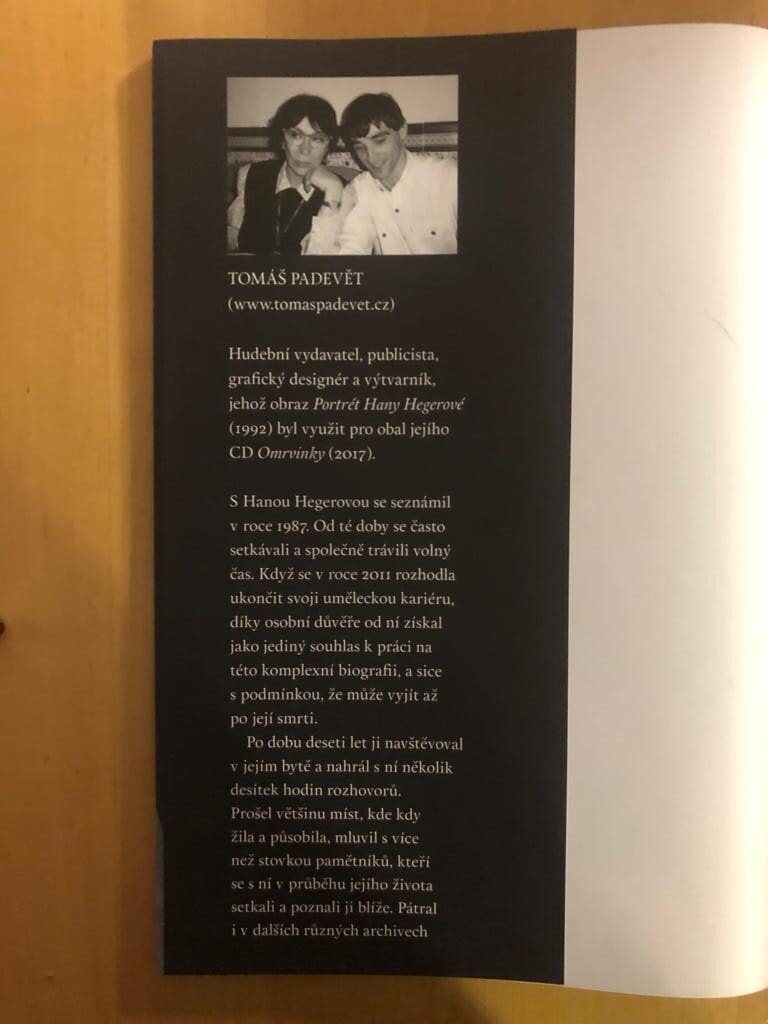 TOMÁŠ PADEVĚT
(www.tomaspadevet.cz)
Hudební vydavatel, publicista,
grafický designér a výtvarník,
jehož obraz Portrét Hany Hegerové
(1992) byl využit pro obal jejího
CD Omrvinky (2017).
S Hanou Hegerovou se seznámil
v roce 1987. Od té doby se často
setkávali a společně trávili volný
čas. Když se v roce 2011 rozhodla
ukončit svoji uměleckou kariéru,
díky osobní důvěře od ní získal
jako jediný souhlas k práci na
této komplexní biografii, a sice
s podmínkou, že může vyjít až
po její smrti.
Po dobu deseti let ji navštěvoval
v jejím bytě a nahrál s ní několik
desítek hodin rozhovorů.
Prošel většinu míst, kde kdy
žila a působila, mluvil s více
než stovkou pamětníků, kteří
se s ní v průběhu jejího života
setkali a poznali ji blíže. Pátral
i v dalších různých archivech